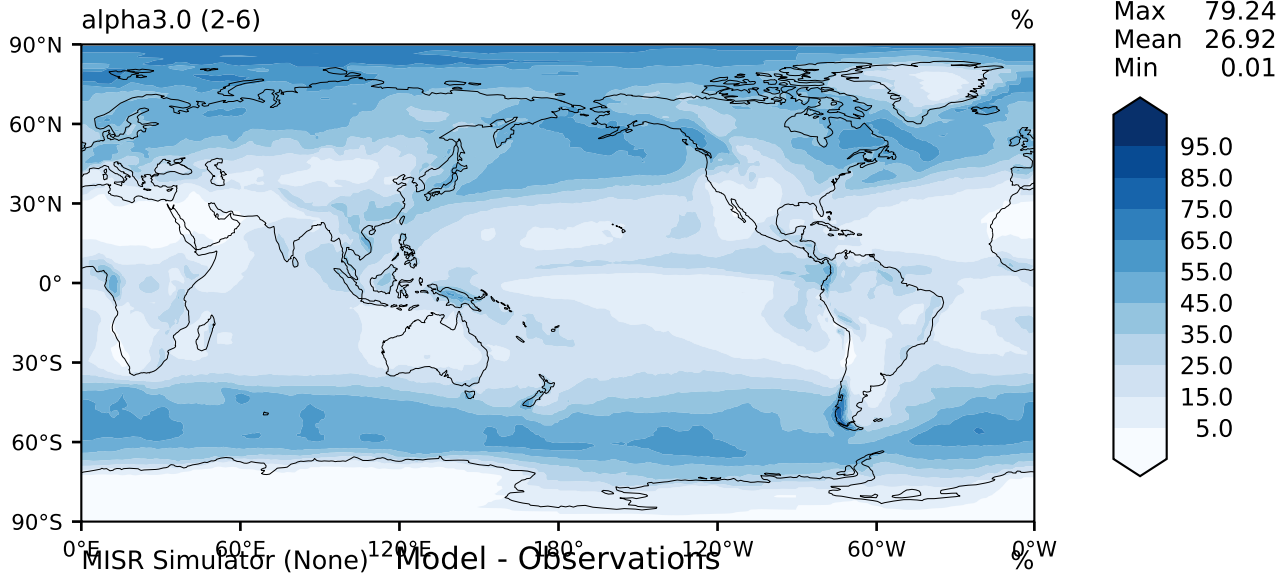 alpha3.0 (2-6) %
Max 79.24
Mean 26.92
Min 0.01
90°N
60°N
30°N
0°
30°S
60°S
90°S
95.0
85.0
75.0
65.0
55.0
45.0
35.0
25.0
15.0
5.0
0°E 60°E 120°E 180° 120°W 60°W 0°W
MISR Simulator (None) Model - Observations %